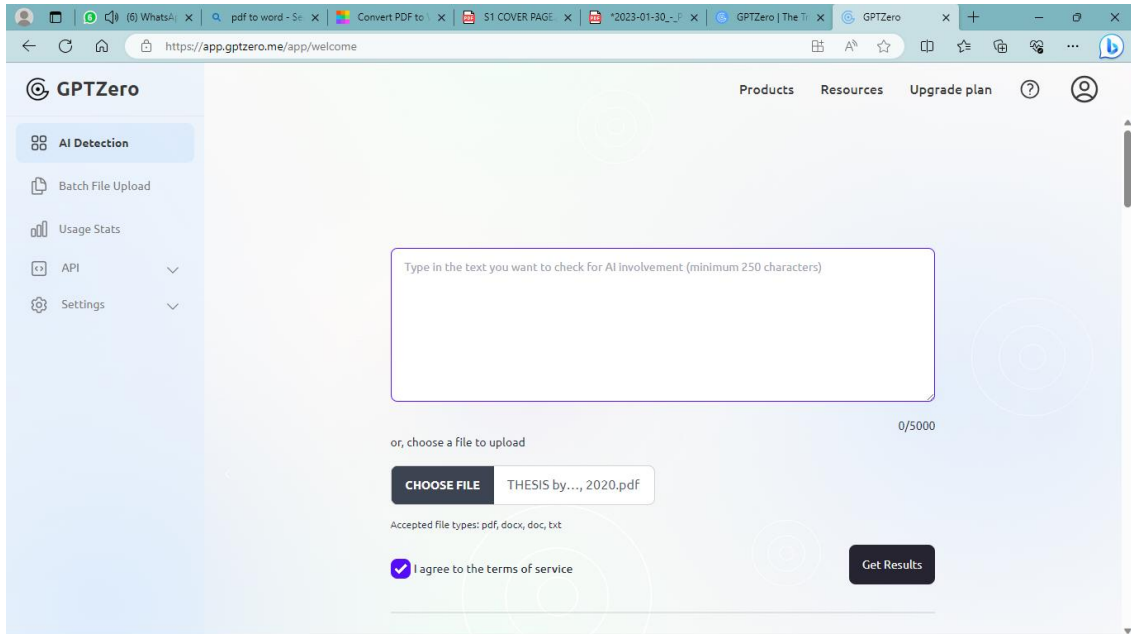 (6) WhatsA
pdf to word - Se
Convert PDF to
S1 COVER PAGE
*2023-01-30_-_P
GPTZero | The Ti
GPTZero
https://app.gptzero.me/app/welcome
GPTZero
Products Resources Upgrade plan
AI Detection
Batch File Upload
Usage Stats
API
Settings
Type in the text you want to check for AI involvement (minimum 250 characters)
0/5000
or, choose a file to upload
CHOOSE FILE THESIS by..., 2020.pdf
Accepted file types: pdf, docx, doc, txt
I agree to the terms of service
Get Results